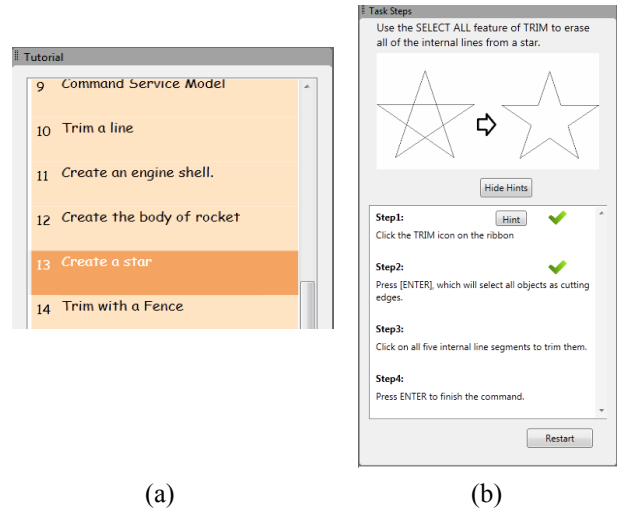 Tutorial
9 Command Service Model
10 Trim a line
11 Create an engine shell.
12 Create the body of rocket
13 Create a star
14 Trim with a Fence
(a)
Task Steps
Use the SELECT ALL feature of TRIM to erase
all of the internal lines from a star.
Hide Hints
Step1:
Hint
Click the TRIM icon on the ribbon
Step2:
Press [ENTER], which will select all objects as cutting
edges.
Step3:
Click on all five internal line segments to trim them.
Step4:
Press ENTER to finish the command.
Restart
(b)